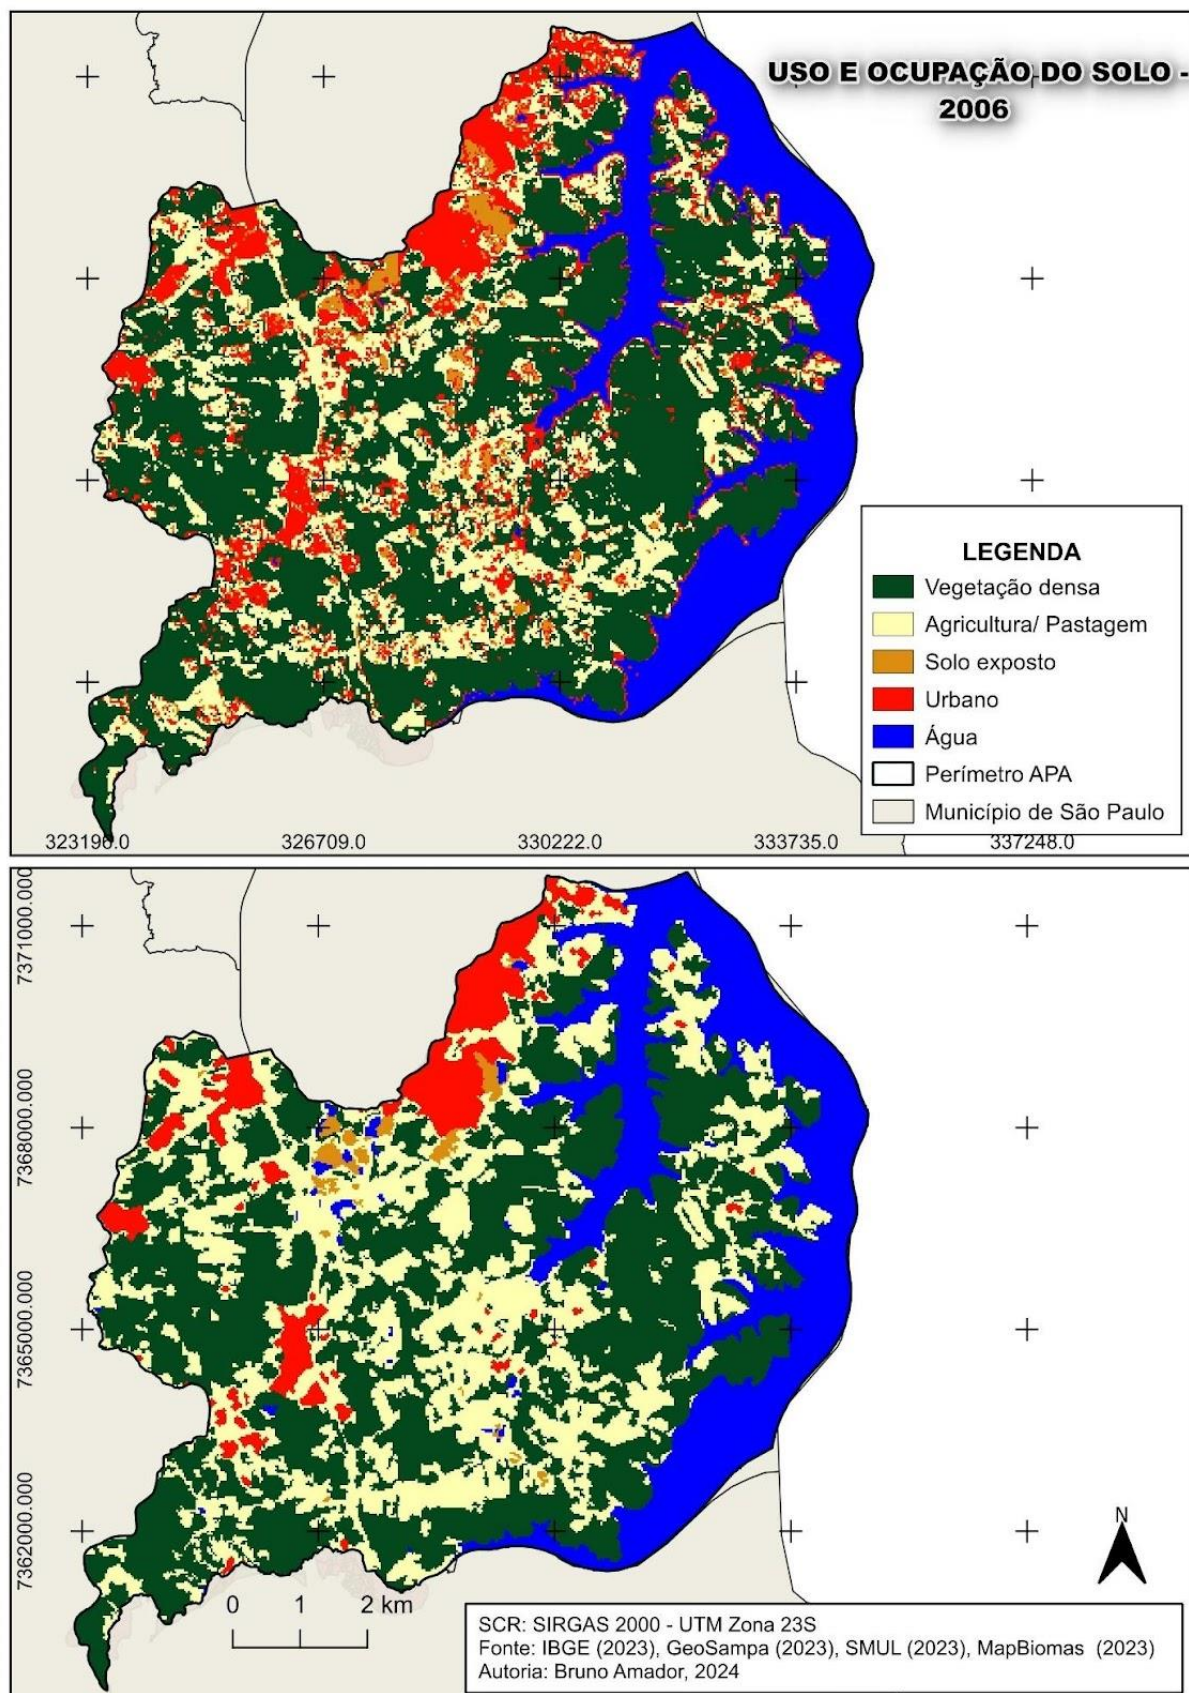 USO E OCUPAÇÃO DO SOLO -
2006
LEGENDA
Vegetação densa
Agricultura/ Pastagem
Solo exposto
Urbano
Água
Perímetro APA
Município de São Paulo
323196.0
326709.0
330222.0
333735.0
337248.0
7371000.000
7368000.000
7365000.000
7362000.000
N
0 1 2 km
SCR: SIRGAS 2000 - UTM Zona 23S
Fonte: IBGE (2023), GeoSampa (2023), SMUL (2023), MapBiomas (2023)
Autoria: Bruno Amador, 2024